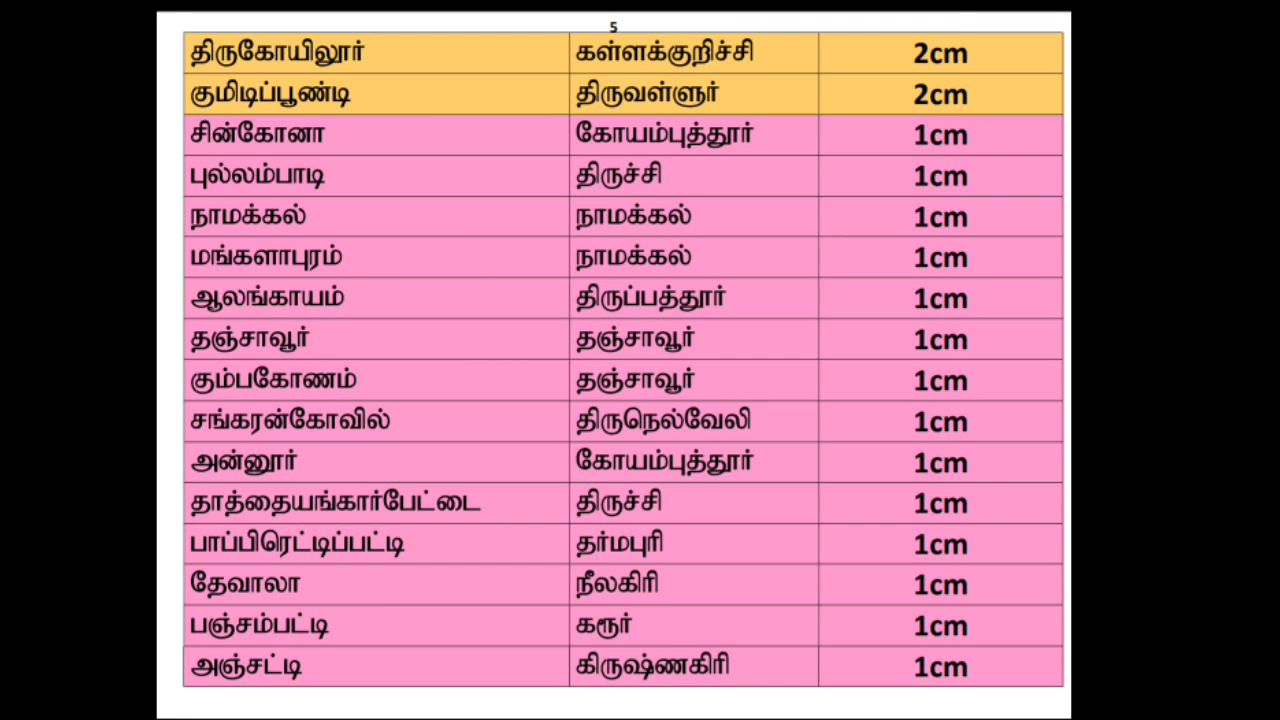 5
திருகோயிலூர் கள்ளக்குறிச்சி 2cm
குமிடிப்பூண்டி திருவள்ளுர் 2cm
சின்கோனா கோயம்புத்தூர் 1cm
புல்லம்பாடி திருச்சி 1cm
நாமக்கல் நாமக்கல் 1cm
மங்களாபுரம் நாமக்கல் 1cm
ஆலங்காயம் திருப்பத்தூர் 1cm
தஞ்சாவூர் தஞ்சாவூர் 1cm
கும்பகோணம் தஞ்சாவூர் 1cm
சங்கரன்கோவில் திருநெல்வேலி 1cm
அன்னூர் கோயம்புத்தூர் 1cm
தாத்தையங்கார்பேட்டை திருச்சி 1cm
பாப்பிரெட்டிப்பட்டி தர்மபுரி 1cm
தேவாலா நீலகிரி 1cm
பஞ்சம்பட்டி கரூர் 1cm
அஞ்சட்டி கிருஷ்ணகிரி 1cm